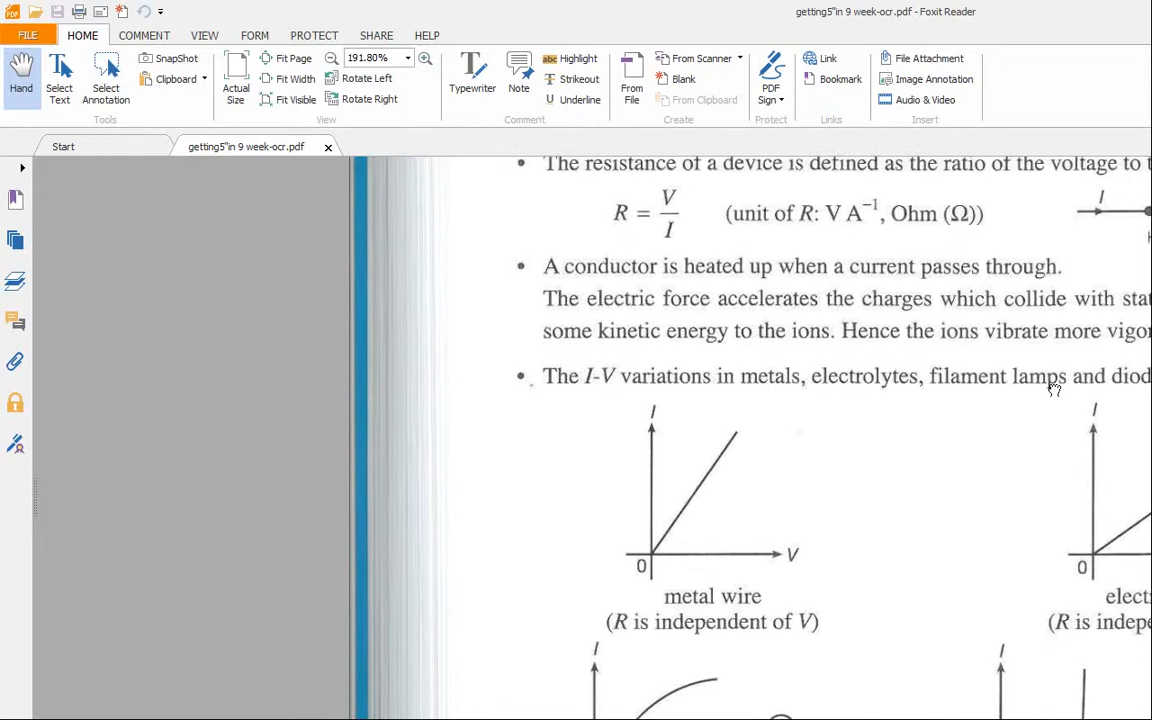 getting5"in 9 week-ocr.pdf - Foxit Reader
FILE HOME COMMENT VIEW FORM PROTECT SHARE HELP
Hand
Select Text
Select Annotation
SnapShot
Clipboard
Tools
Actual Size
Fit Page
Fit Width
Fit Visible
191.80%
Rotate Left
Rotate Right
View
Typewriter
Note
Highlight
Strikeout
Underline
Comment
From File
From Scanner
Blank
From Clipboard
Create
PDF Sign
Protect
Link
Bookmark
Links
File Attachment
Image Annotation
Audio & Video
Insert
Start
getting5"in 9 week-ocr.pdf
• The resistance of a device is defined as the ratio of the voltage to
R = V/I (unit of R: V A⁻¹, Ohm (Ω))
I
• A conductor is heated up when a current passes through.
The electric force accelerates the charges which collide with
some kinetic energy to the ions. Hence the ions vibrate more
• The I-V variations in metals, electrolytes, filament lamps and
I
V
0
metal wire
(R is independent of V)
I
0
(R is
I
I